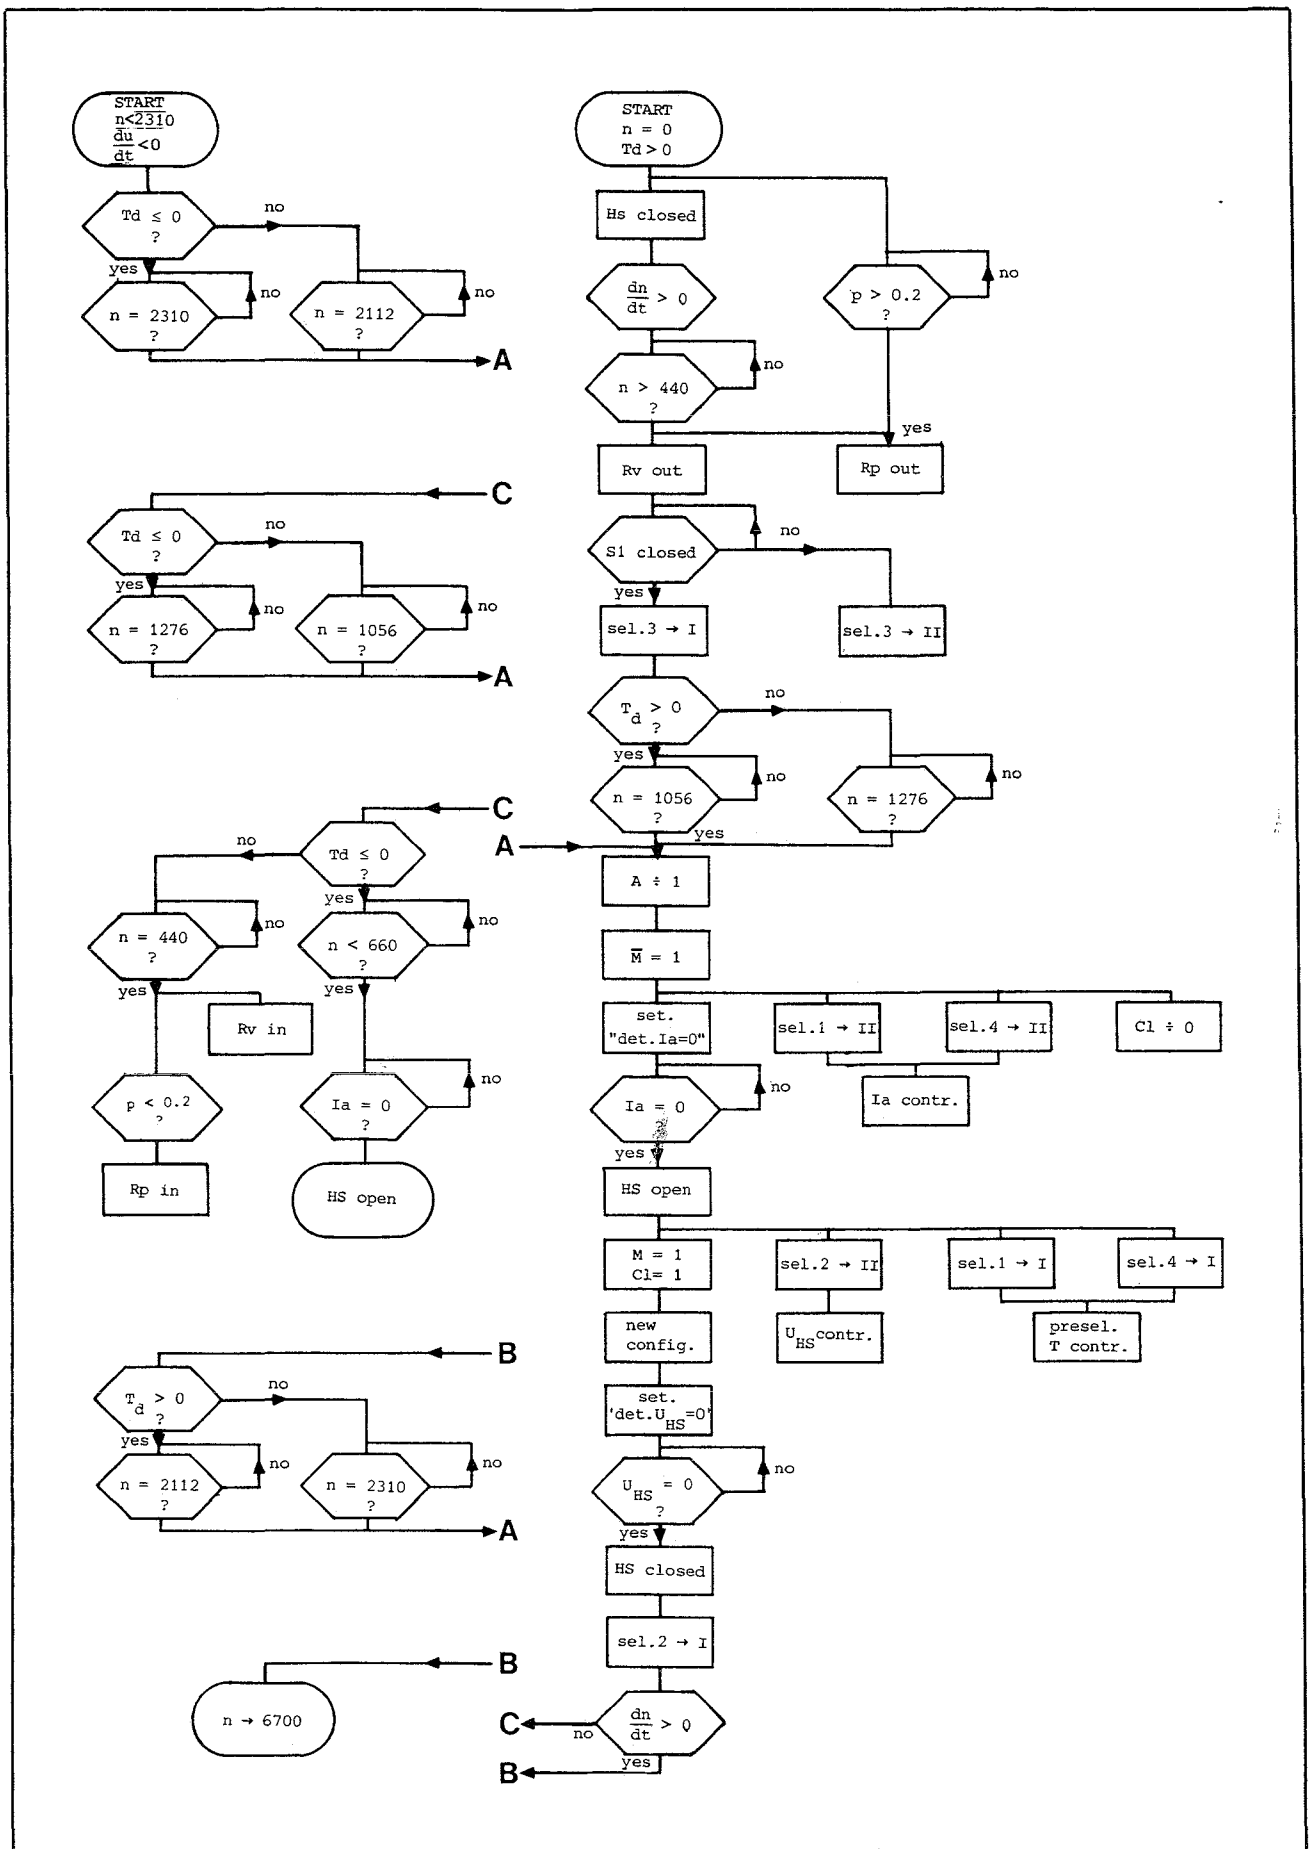 START
n<2310
du
dt
<0
Td ≤ 0
?
no
yes
n = 2310
?
no
n = 2112
?
no
A
C
Td ≤ 0
?
no
yes
n = 1276
?
no
n = 1056
?
no
A
C
no
Td ≤ 0
?
yes
n = 440
?
no
yes
n < 660
?
no
yes
Rv in
p < 0.2
?
Ia = 0
?
no
Rp in
HS open
B
T d > 0
?
no
yes
n = 2112
?
no
n = 2310
?
no
A
B
n → 6700
START
n = 0
Td > 0
Hs closed
dn
dt
> 0
p > 0.2
?
no
n > 440
?
no
yes
Rv out
Rp out
S1 closed
no
yes
sel.3 → I
sel.3 → II
T d > 0
?
no
yes
n = 1056
?
no
n = 1276
?
no
yes
A
A ÷ 1
M̅ = 1
set.
"det.Ia=0"
sel.1 → II
sel.4 → II
Cl ÷ 0
Ia contr.
Ia = 0
?
no
yes
HS open
M = 1
Cl= 1
sel.2 → II
sel.1 → I
sel.4 → I
new
config.
U HS contr.
presel.
T contr.
set.
'det.U HS =0'
U HS = 0
?
no
yes
HS closed
sel.2 → I
dn
dt
> 0
C
no
yes
B